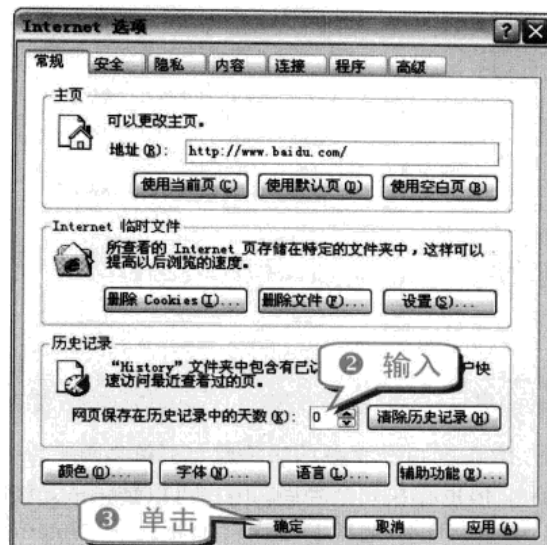 Internet 选项
常规 安全 隐私 内容 连接 程序 高级
主页
可以更改主页。
地址(R): http://www.baidu.com/
使用当前页(C) 使用默认页(D) 使用空白页(B)
Internet 临时文件
所查看的 Internet 页存储在特定的文件夹中，这样可以
提高以后浏览的速度。
删除 Cookies(I)... 删除文件(F)... 设置(S)...
历史记录
“History”文件夹中包含有已
户快
速访问最近查看过的页。
❷ 输入
网页保存在历史记录中的天数(K): 0 清除历史记录(H)
颜色(O)... 字体(N)... 语言(L)... 辅助功能(E)...
❸ 单击
确定 取消 应用(A)